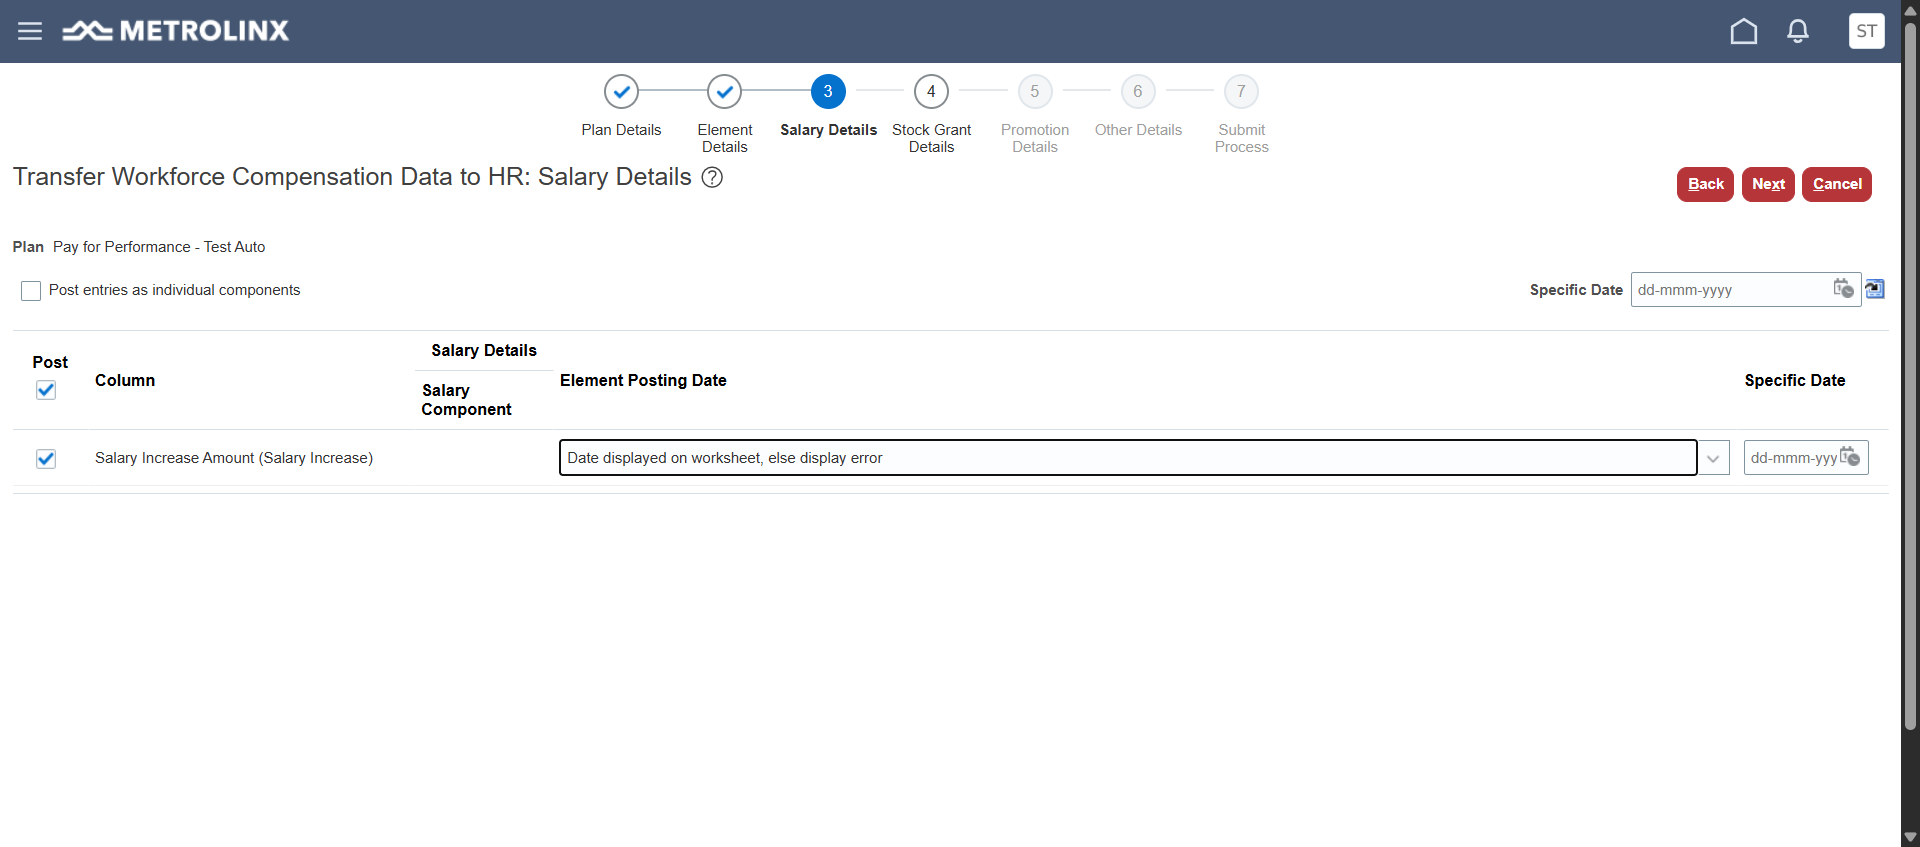 METROLINX
ST
3
4
5
6
7
Plan Details
Element
Details
Salary Details
Stock Grant
Details
Promotion
Details
Other Details
Submit
Process
Transfer Workforce Compensation Data to HR: Salary Details ?
Back
Next
Cancel
Plan Pay for Performance - Test Auto
Post entries as individual components
Specific Date dd-mmm-yyyy
Post
Column
Salary Details
Salary
Component
Element Posting Date
Specific Date
Salary Increase Amount (Salary Increase)
Date displayed on worksheet, else display error
dd-mmm-yyy